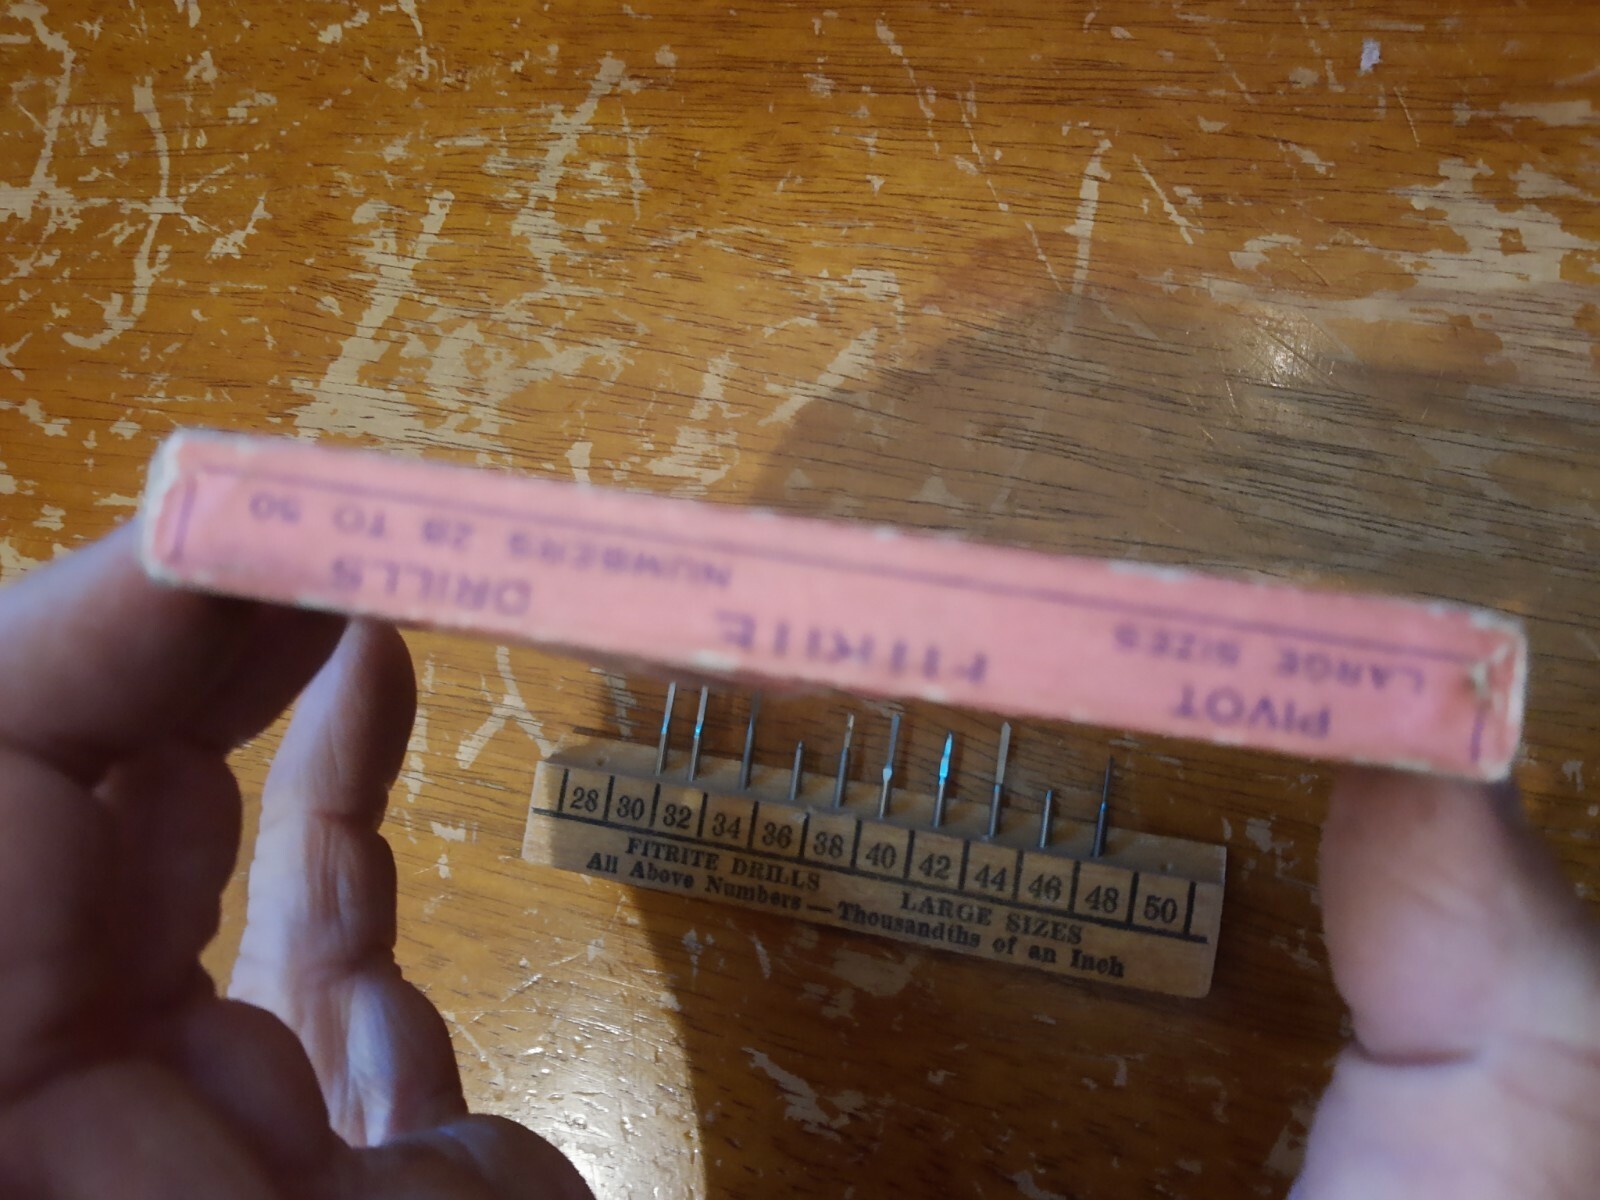 PIVOT FITRITE DRILLS
LARGE SIZES NUMBERS 28 TO 50
28 30 32 34 36 38 40 42 44 46 48 50
FITRITE DRILLS LARGE SIZES
All Above Numbers — Thousandths of an Inch